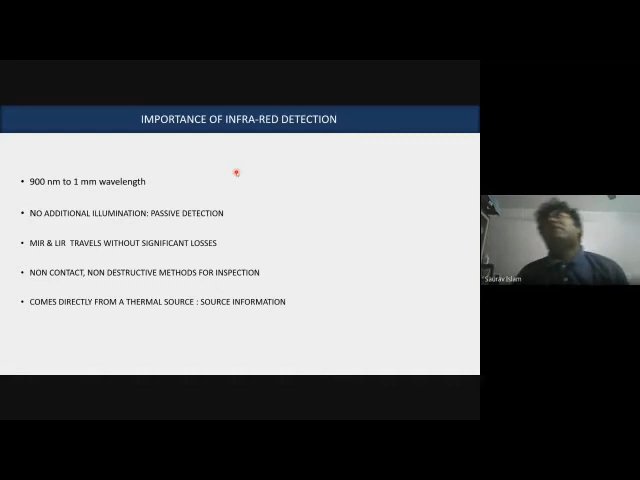 IMPORTANCE OF INFRA-RED DETECTION
• 900 nm to 1 mm wavelength
• NO ADDITIONAL ILLUMINATION: PASSIVE DETECTION
• MIR & LIR TRAVELS WITHOUT SIGNIFICANT LOSSES
• NON CONTACT, NON DESTRUCTIVE METHODS FOR INSPECTION
• COMES DIRECTLY FROM A THERMAL SOURCE : SOURCE INFORMATION
Saurav Islam